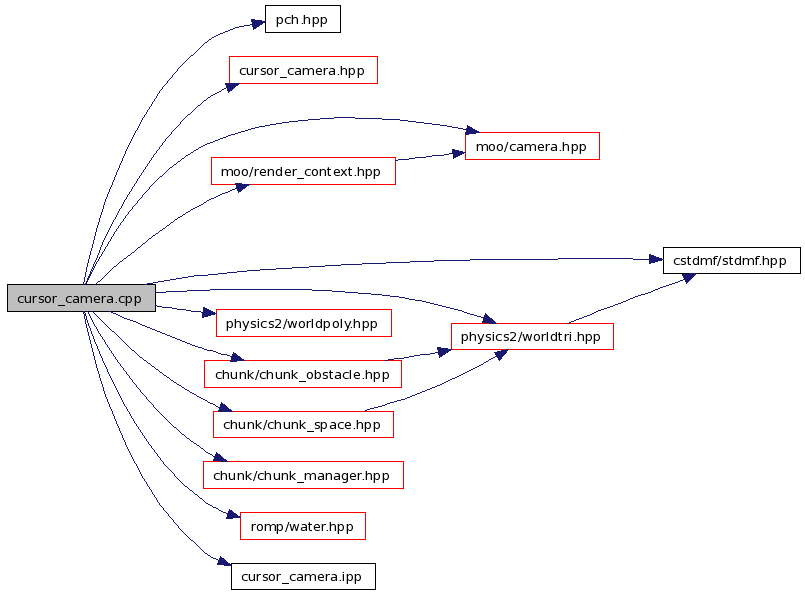 pch.hpp
cursor_camera.hpp
moo/camera.hpp
moo/render_context.hpp
cstdmf/stdmf.hpp
cursor_camera.cpp
physics2/worldpoly.hpp
physics2/worldtri.hpp
chunk/chunk_obstacle.hpp
chunk/chunk_space.hpp
chunk/chunk_manager.hpp
romp/water.hpp
cursor_camera.ipp